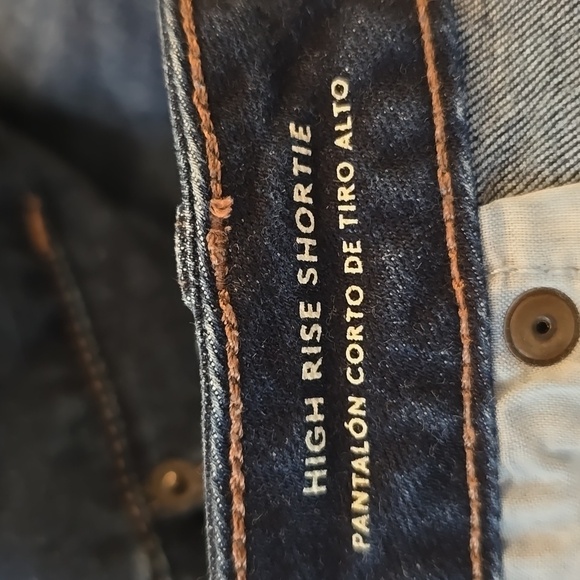 HIGH RISE SHORTIE
PANTALÓN CORTO DE TIRO ALTO